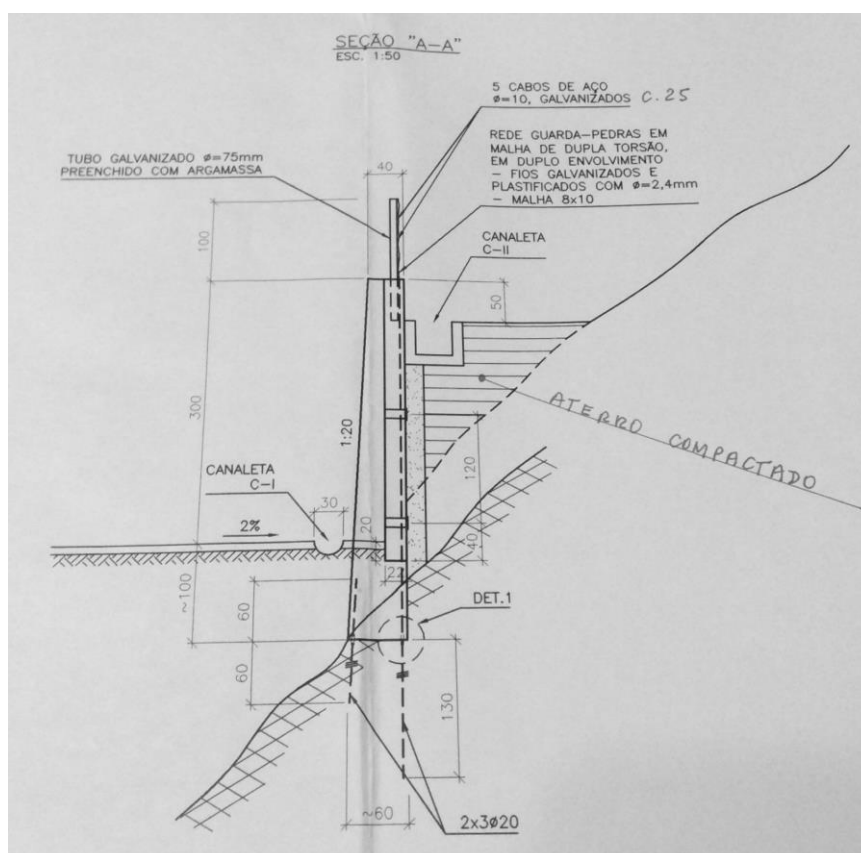 SEÇÃO "A-A"
ESC. 1:50
5 CABOS DE AÇO
ø=10, GALVANIZADOS C.25
REDE GUARDA-PEDRAS EM
MALHA DE DUPLA TORSÃO,
EM DUPLO ENVOLVIMENTO
- FIOS GALVANIZADOS E
PLASTIFICADOS COM ø=2,4mm
- MALHA 8x10
TUBO GALVANIZADO ø=75mm
PREENCHIDO COM ARGAMASSA
40
100
CANALETA
C-II
50
300
1:20
ATERRO COMPACTADO
CANALETA
C-I
30
120
2%
20
40
~100
22
60
DET.1
60
130
~60
2x3ø20